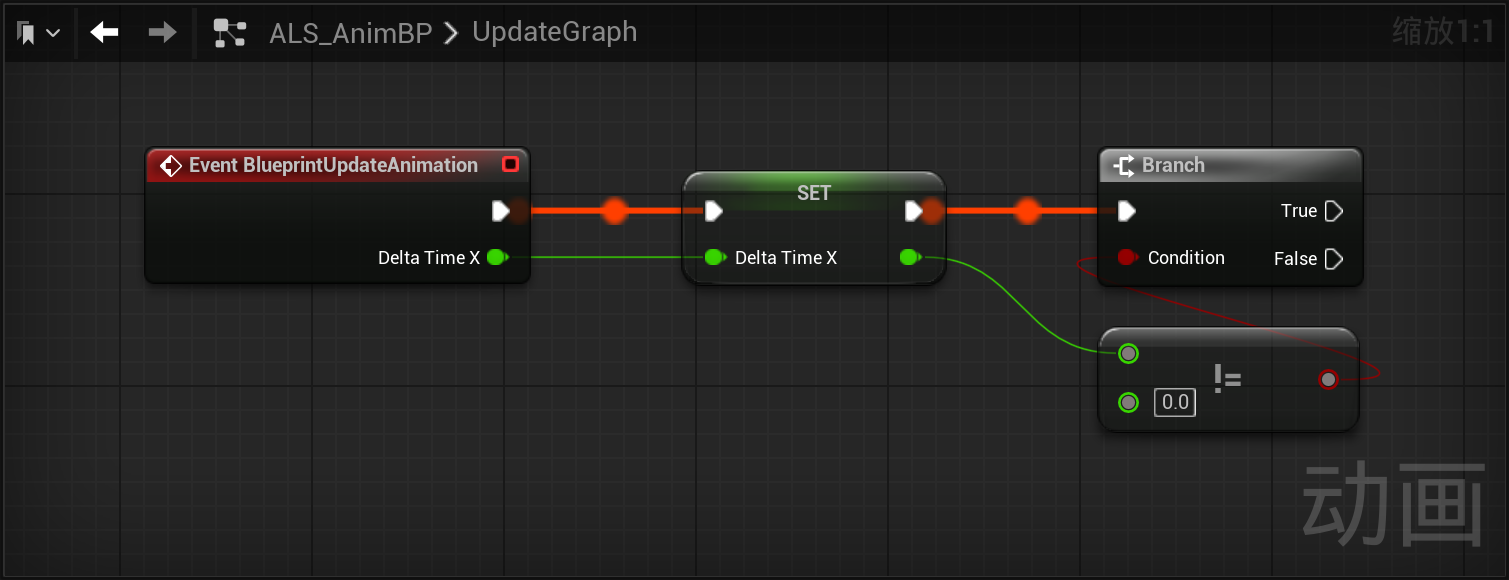 ALS_AnimBP > UpdateGraph
缩放1:1
Event BlueprintUpdateAnimation
Delta Time X
SET
Delta Time X
Branch
True
Condition
False
!=
0.0
动画